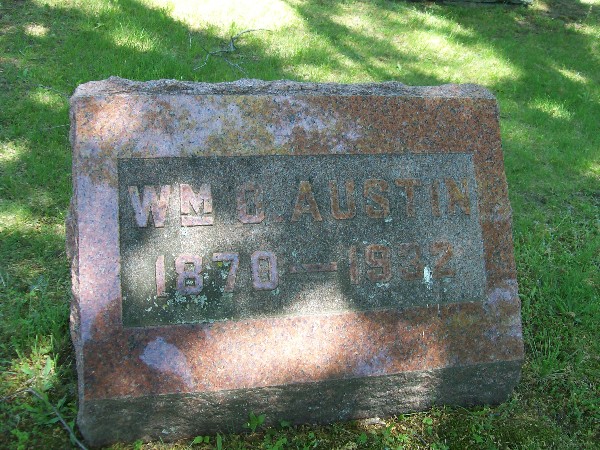 WM G. AUSTIN
1870 — 1932